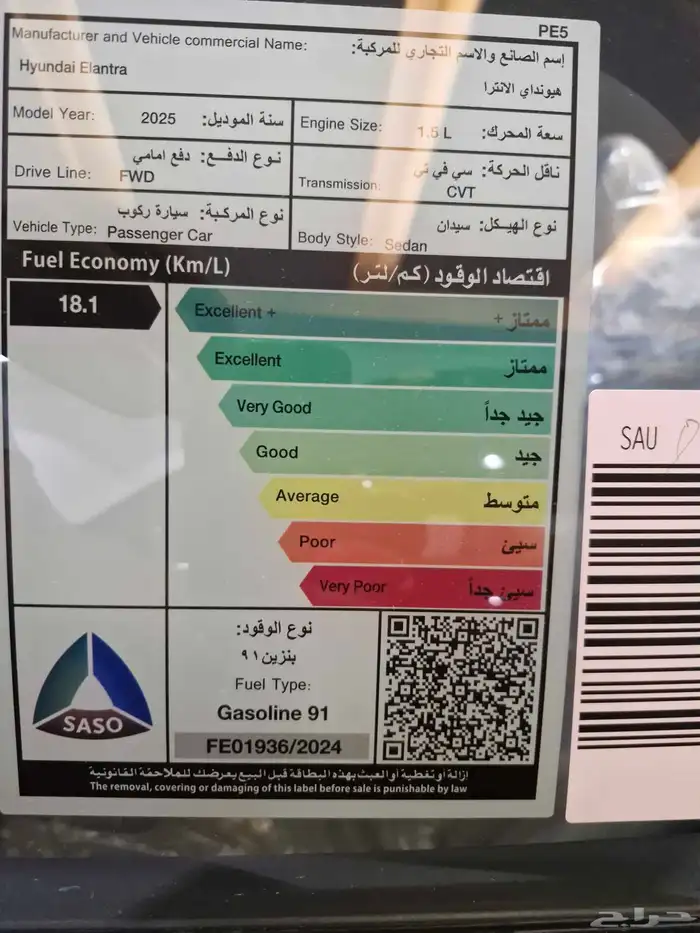 PE5
Manufacturer and Vehicle commercial Name:
إسم الصانع والاسم التجاري للمركبة:
Hyundai Elantra
هيونداي الانترا
Model Year: 2025 سنة الموديل:
Engine Size: 1.5 L سعة المحرك:
Drive Line: FWD نوع الدفـــع: دفع امامي
Transmission: CVT ناقل الحركة: سي في تي
Vehicle Type: Passenger Car نوع المركبة: سيارة ركوب
Body Style: Sedan نوع الهيكل: سيدان
Fuel Economy (Km/L) اقتصاد الوقود (كم/لتر)
18.1
Excellent + ممتاز +
Excellent ممتاز
Very Good جيد جداً
Good جيد
Average متوسط
Poor سيئ
Very Poor سيئ جداً
SAU
SASO
نوع الوقود:
بنزين ٩١
Fuel Type:
Gasoline 91
FE01936/2024
إزالة أو تغطية أو العبث بهذه البطاقة قبل البيع يعرضك للملاحقة القانونية
The removal, covering or damaging of this label before sale is punishable by law
حراج